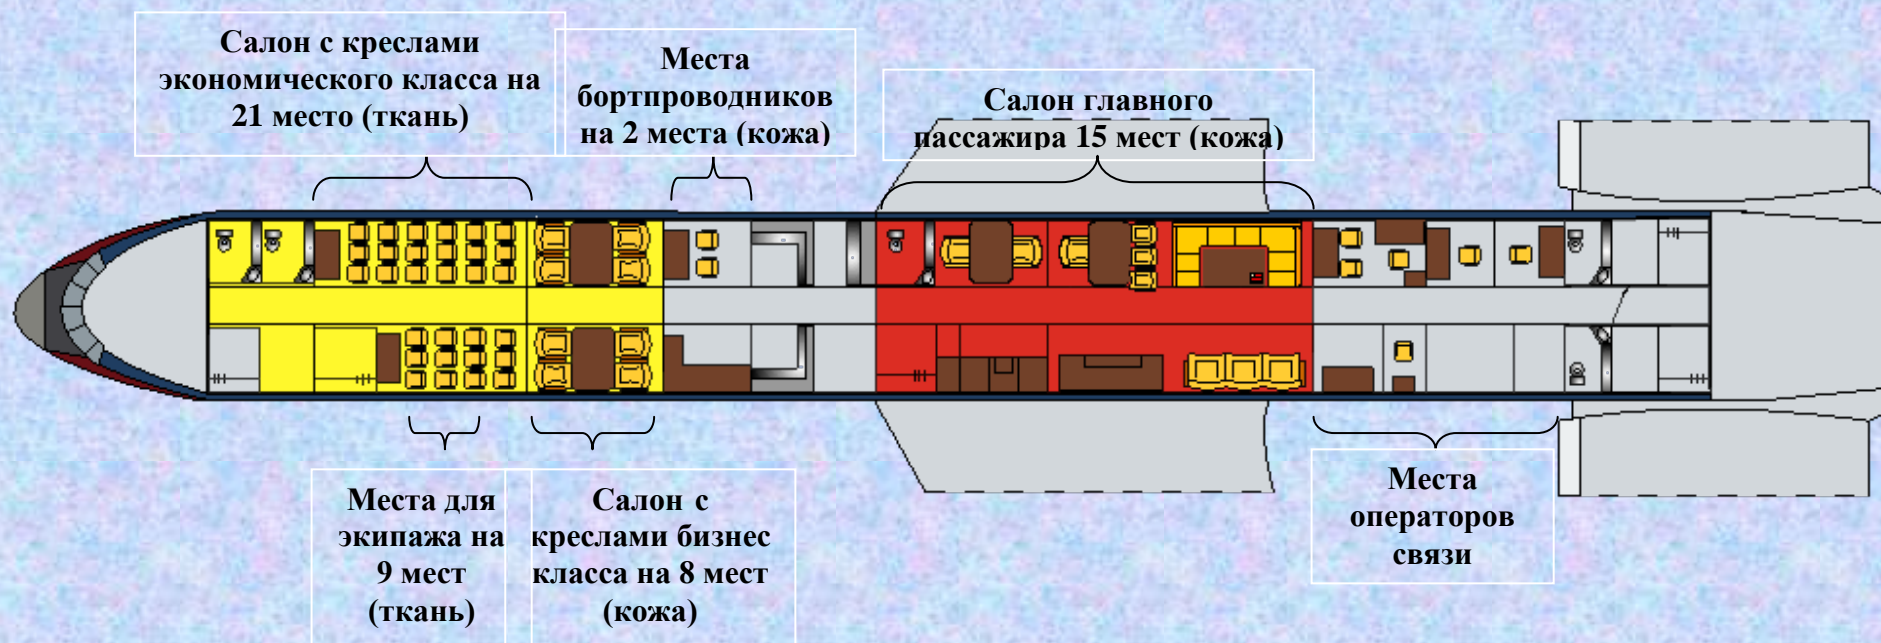 Салон с креслами
экономического класса на
21 место (ткань)
Места
бортпроводников
на 2 места (кожа)
Салон главного
пассажира 15 мест (кожа)
Места для
экипажа на
9 мест
(ткань)
Салон с
креслами бизнес
класса на 8 мест
(кожа)
Места
операторов
связи